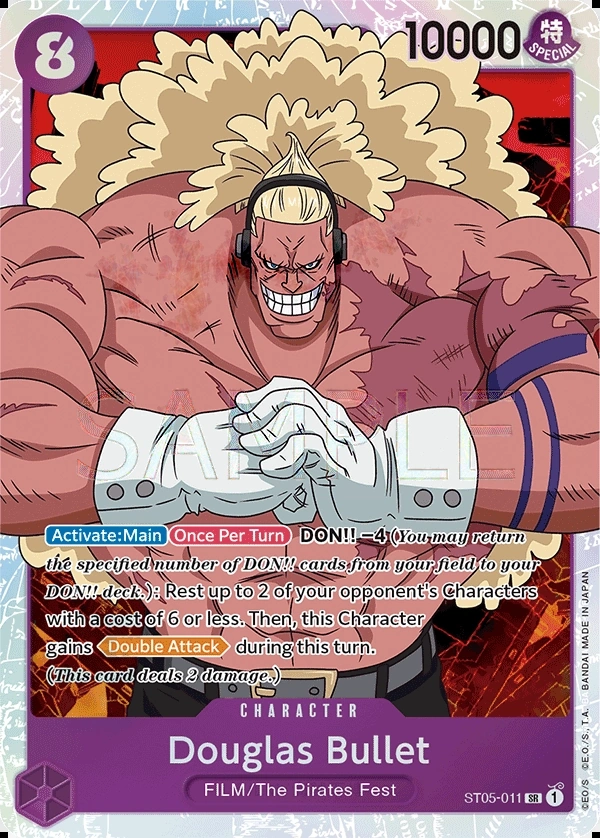 8
10000
特
SPECIAL
SAMPLE
Activate:Main Once Per Turn DON!! −4 (You may return
the specified number of DON!! cards from your field to your
DON!! deck.): Rest up to 2 of your opponent's Characters
with a cost of 6 or less. Then, this Character
gains Double Attack during this turn.
(This card deals 2 damage.)
CHARACTER
Douglas Bullet
FILM/The Pirates Fest
ST05-011 SR 1
©EO/S ©E.O./S, T.A. BANDAI MADE IN JAPAN